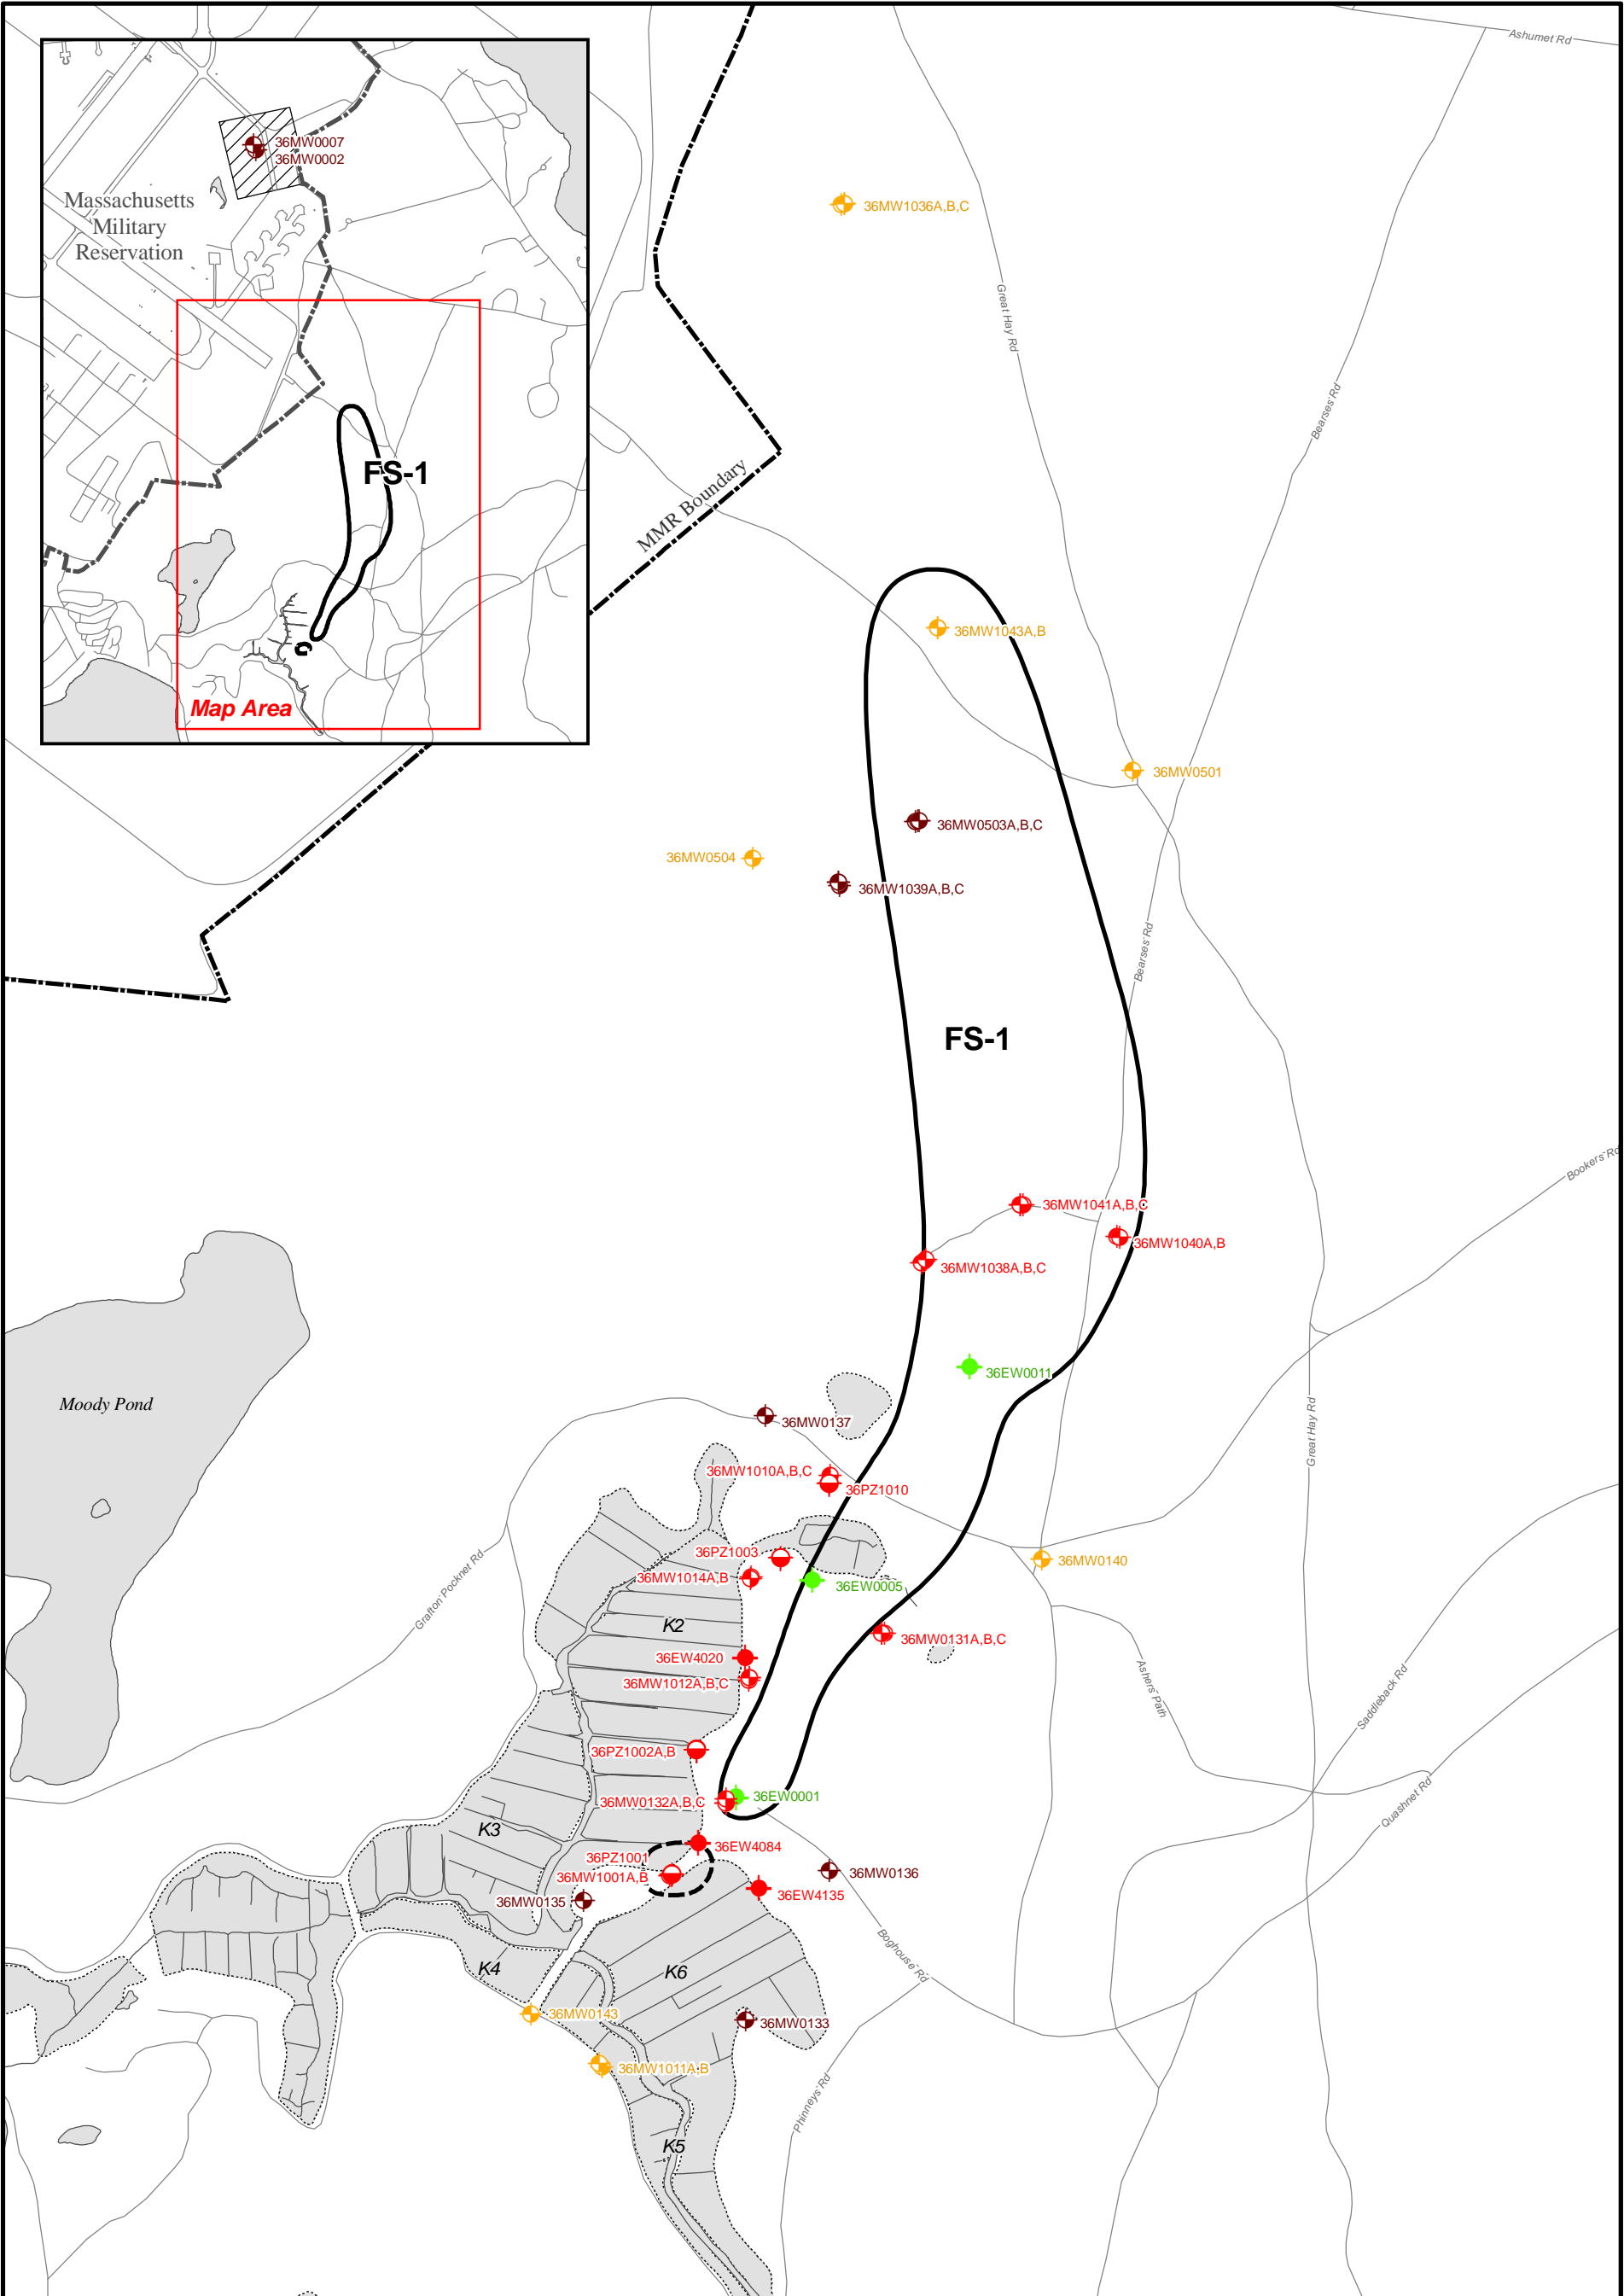 Ashumet Rd
36MW0007
36MW0002
Massachusetts
Military
Reservation
36MW1036A,B,C
Great Hay Rd
Bearses Rd
FS-1
MMR Boundary
Map Area
36MW1043A,B
36MW0501
36MW0503A,B,C
36MW0504
36MW1039A,B,C
Bearses Rd
FS-1
Bookers Rd
36MW1041A,B,C
36MW1040A,B
36MW1038A,B,C
36EW0011
Moody Pond
36MW0137
Great Hay Rd
36MW1010A,B,C
36PZ1010
36PZ1003
36MW0140
36MW1014A,B
36EW0005
Grafton Pocknet Rd
K2
36MW0131A,B,C
36EW4020
36MW1012A,B,C
Ashers Path
Saddleback Rd
36PZ1002A,B
36EW0001
36MW0132A,B,C
Quashnet Rd
K3
36EW4084
36PZ1001
36MW0136
36MW1001A,B
36EW4135
36MW0135
Boghouse Rd
K4
K6
36MW0143
36MW0133
36MW1011A,B
Phinneys Rd
K5